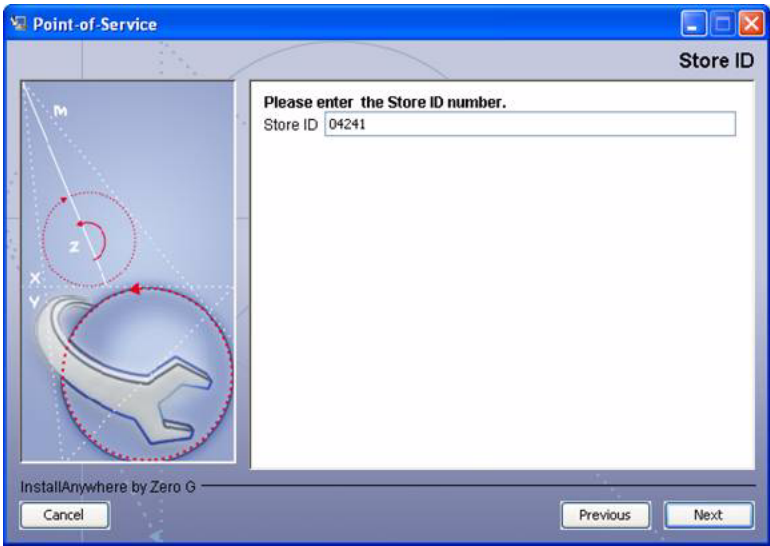 Point-of-Service
Store ID
Please enter the Store ID number.
Store ID 04241
M
Z
X
Y
InstallAnywhere by Zero G
Cancel Previous Next